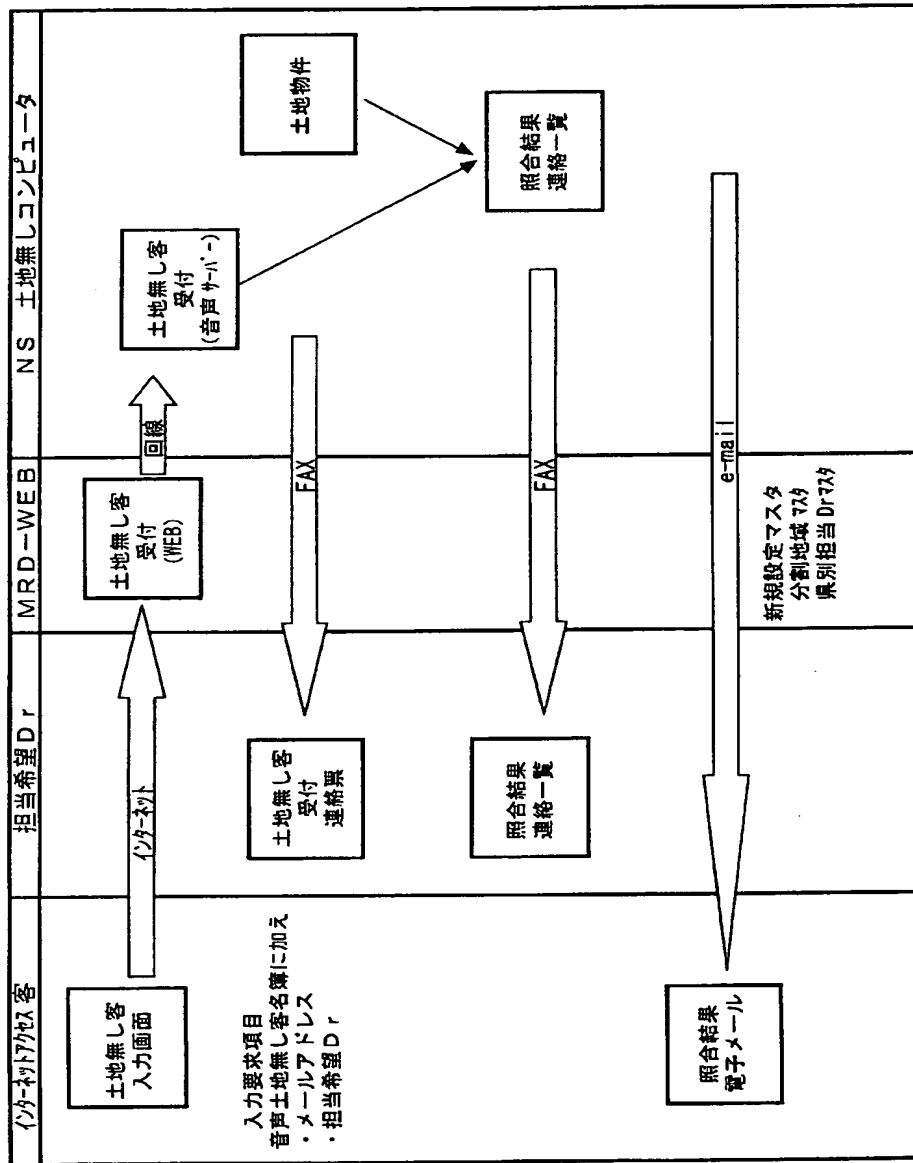 インターネットアクセス客
担当希望Dr
MRD－WEB
NS 土地無しコンピュータ
土地無し客
入力画面
インターネット
土地無し客
受付
(WEB)
回線
土地無し客
受付
(音声サーバー)
土地物件
入力要求項目
音声土地無し客名簿に加え
・メールアドレス
・担当希望Dr
土地無し客
受付
連絡票
FAX
照合結果
連絡一覧
FAX
照合結果
連絡一覧
照合結果
電子メール
e-mail
新規設定マスタ
分割地域マスタ
県別担当Drマスタ